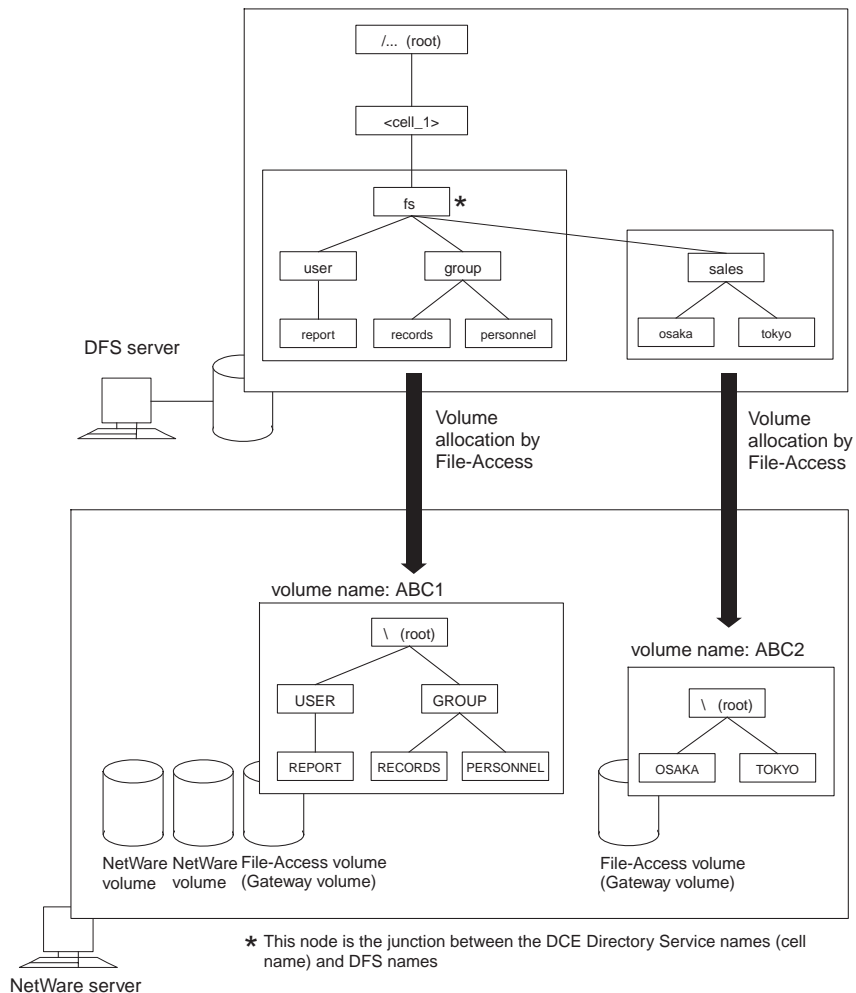 /... (root)
<cell_1>
fs *
user
group
sales
report
records
personnel
osaka
tokyo
DFS server
Volume
allocation by
File-Access
Volume
allocation by
File-Access
volume name: ABC1
\ (root)
USER
GROUP
REPORT
RECORDS
PERSONNEL
volume name: ABC2
\ (root)
OSAKA
TOKYO
NetWare
volume
NetWare
volume
File-Access volume
(Gateway volume)
File-Access volume
(Gateway volume)
* This node is the junction between the DCE Directory Service names (cell
name) and DFS names
NetWare server